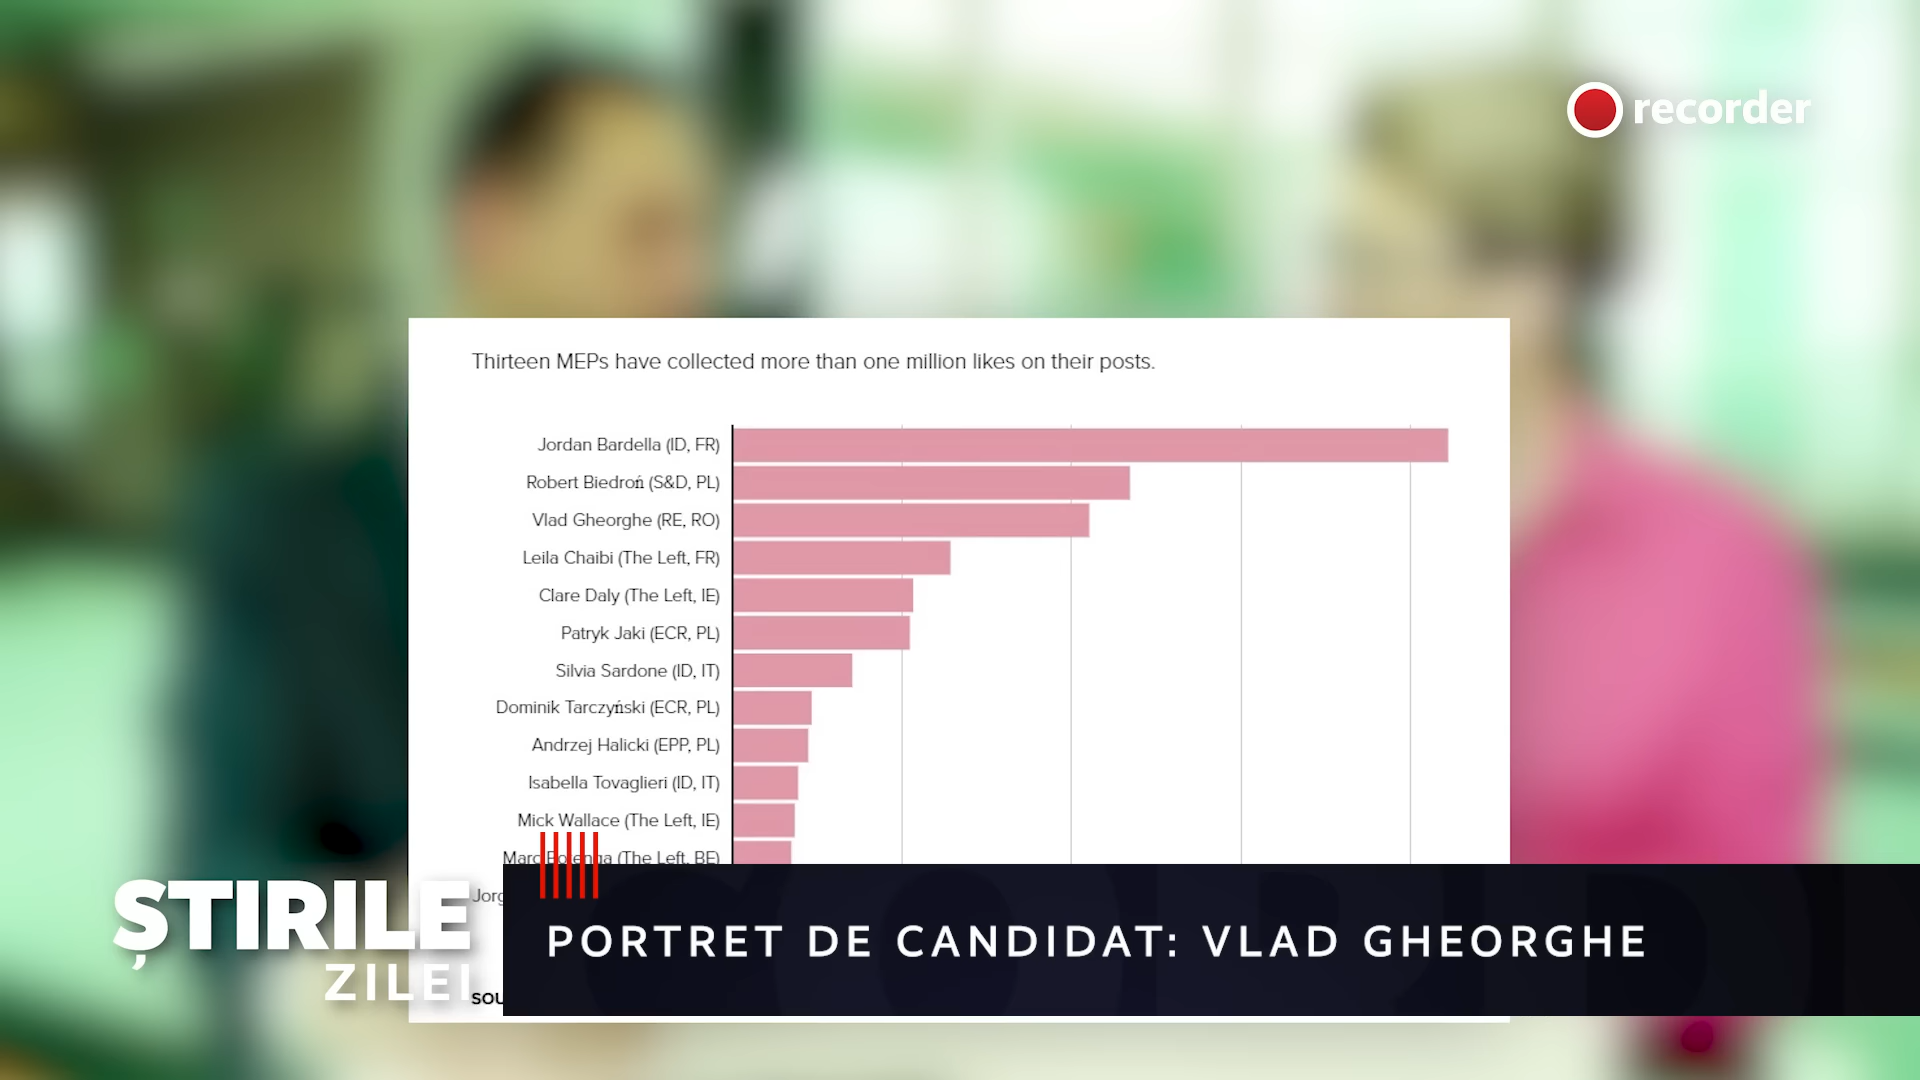 recorder
Thirteen MEPs have collected more than one million likes on their posts.
Jordan Bardella (ID, FR)
Robert Biedroń (S&D, PL)
Vlad Gheorghe (RE, RO)
Leila Chaibi (The Left, FR)
Clare Daly (The Left, IE)
Patryk Jaki (ECR, PL)
Silvia Sardone (ID, IT)
Dominik Tarczyński (ECR, PL)
Andrzej Halicki (EPP, PL)
Isabella Tovaglieri (ID, IT)
Mick Wallace (The Left, IE)
(The Left, BE)
ȘTIRILE
ZILEI
PORTRET DE CANDIDAT: VLAD GHEORGHE